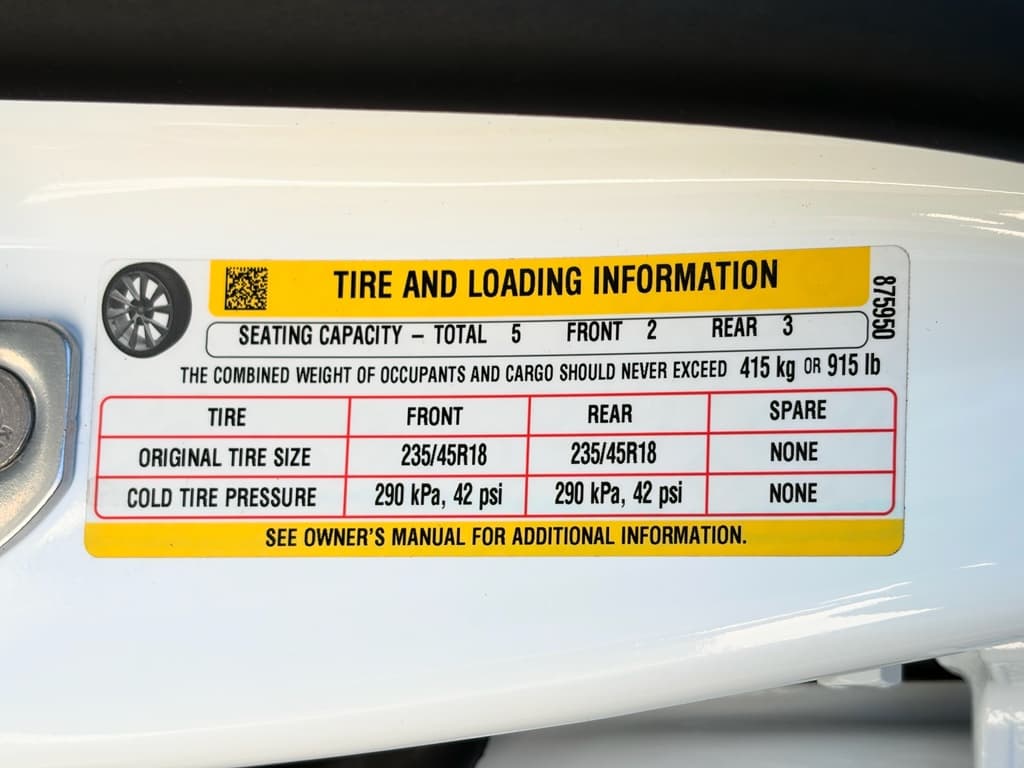 TIRE AND LOADING INFORMATION
875950
SEATING CAPACITY – TOTAL 5 FRONT 2 REAR 3
THE COMBINED WEIGHT OF OCCUPANTS AND CARGO SHOULD NEVER EXCEED 415 kg OR 915 lb
TIRE FRONT REAR SPARE
ORIGINAL TIRE SIZE 235/45R18 235/45R18 NONE
COLD TIRE PRESSURE 290 kPa, 42 psi 290 kPa, 42 psi NONE
SEE OWNER'S MANUAL FOR ADDITIONAL INFORMATION.